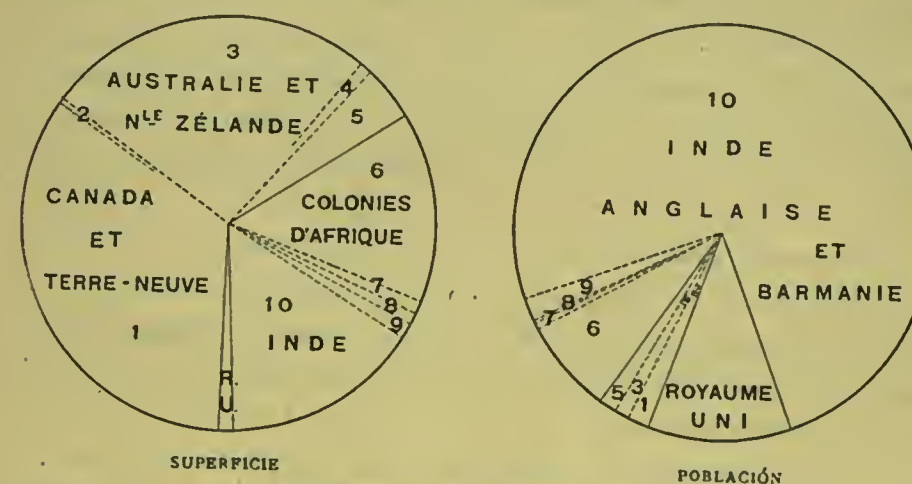 3
AUSTRALIE ET
NLE ZÉLANDE
4
5
2
6
COLONIES
D'AFRIQUE
CANADA
ET
TERRE-NEUVE
1
7
8
9
10
INDE
R.
U.
SUPERFICIE
10
INDE
ANGLAISE
ET
BARMANIE
9
8
7
6
5
3
1
ROYAUME
UNI
POBLACIÓN